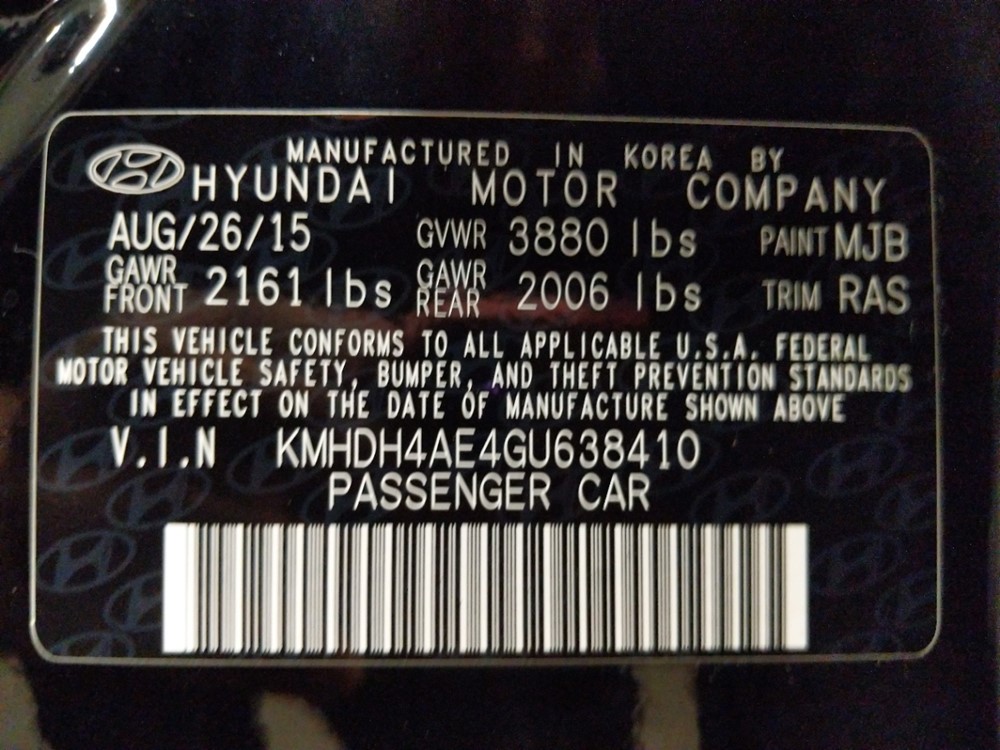 MANUFACTURED IN KOREA BY
HYUNDAI MOTOR COMPANY
AUG/26/15 GVWR 3880 lbs PAINT MJB
GAWR FRONT 2161 lbs GAWR REAR 2006 lbs TRIM RAS
THIS VEHICLE CONFORMS TO ALL APPLICABLE U.S.A. FEDERAL
MOTOR VEHICLE SAFETY, BUMPER, AND THEFT PREVENTION STANDARDS
IN EFFECT ON THE DATE OF MANUFACTURE SHOWN ABOVE
V.I.N KMHDH4AE4GU638410
PASSENGER CAR